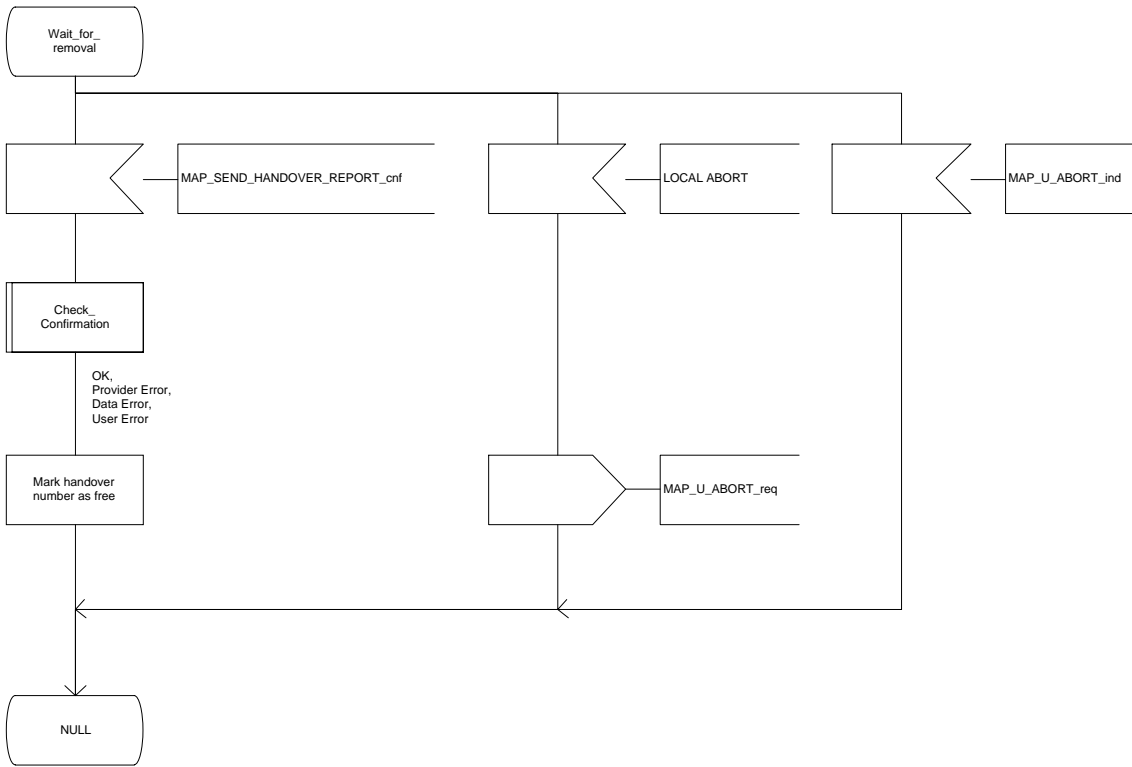 Wait_for_
removal
MAP_SEND_HANDOVER_REPORT_cnf
LOCAL ABORT
MAP_U_ABORT_ind
Check_
Confirmation
OK,
Provider Error,
Data Error,
User Error
Mark handover
number as free
MAP_U_ABORT_req
NULL